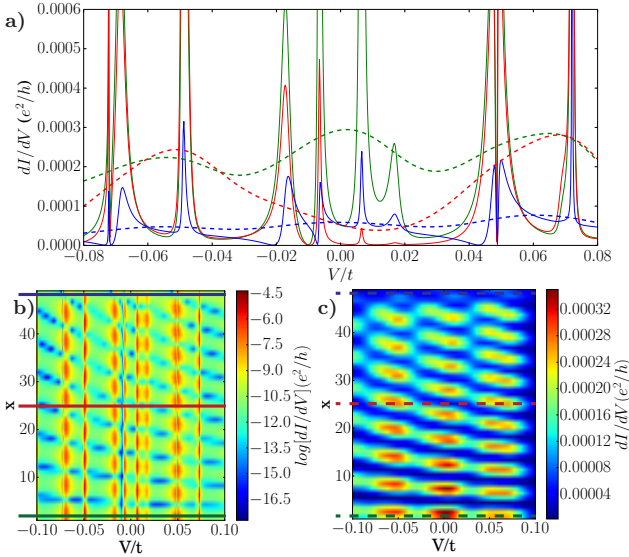 a)
dI/dV (e²/h)
0.0006
0.0005
0.0004
0.0003
0.0002
0.0001
0.0000
−0.08 −0.06 −0.04 −0.02 0.00 0.02 0.04 0.06 0.08
V/t
b)
x
40
30
20
10
−0.10 −0.05 0.00 0.05 0.10
V/t
−4.5
−6.0
−7.5
−9.0
−10.5
−12.0
−13.5
−15.0
−16.5
log[dI/dV](e²/h)
c)
x
40
30
20
10
−0.10 −0.05 0.00 0.05 0.10
V/t
0.00032
0.00028
0.00024
0.00020
0.00016
0.00012
0.00008
0.00004
dI/dV(e²/h)